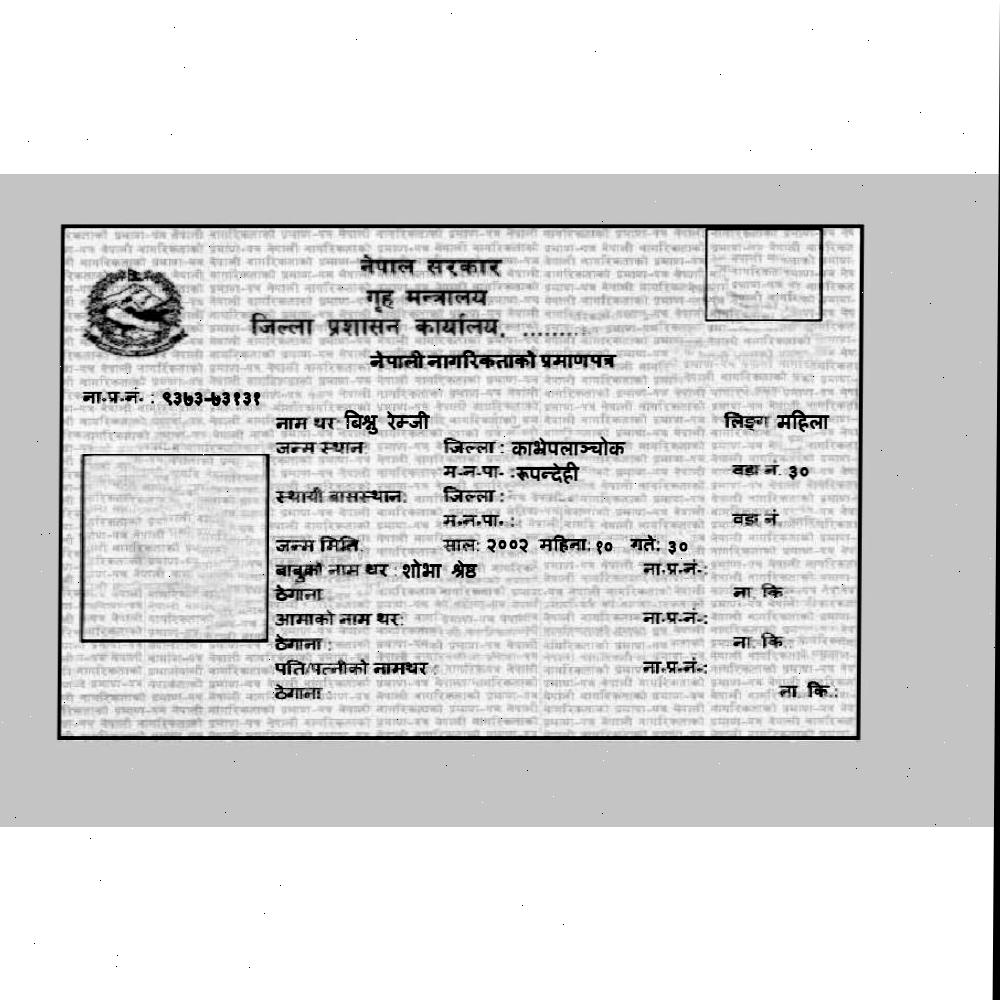 नेपाल सरकार
गृह मन्त्रालय
जिल्ला प्रशासन कार्यालय, ..........
नेपाली नागरिकताको प्रमाणपत्र
ना.प्र.नं. : ९३७३-५३१३१
नाम थर: बिश्नु रेम्जी लिङ्ग महिला
जन्म स्थान: जिल्ला : काभ्रेपलाञ्चोक
म.न.पा. :रूपन्देही वडा नं. ३०
स्थायी बासस्थान: जिल्ला :
म.न.पा. : वडा नं.
जन्म मिति: साल: २००२ महिना: १० गते: ३०
बाबुको नाम थर : शोभा श्रेष्ठ ना.प्र.नं.:
ठेगाना ना. कि.
आमाको नाम थर: ना.प्र.नं.:
ठेगाना : ना. कि.:
पति/पत्नीको नामथर : ना.प्र.नं.:
ठेगाना : ना. कि.: